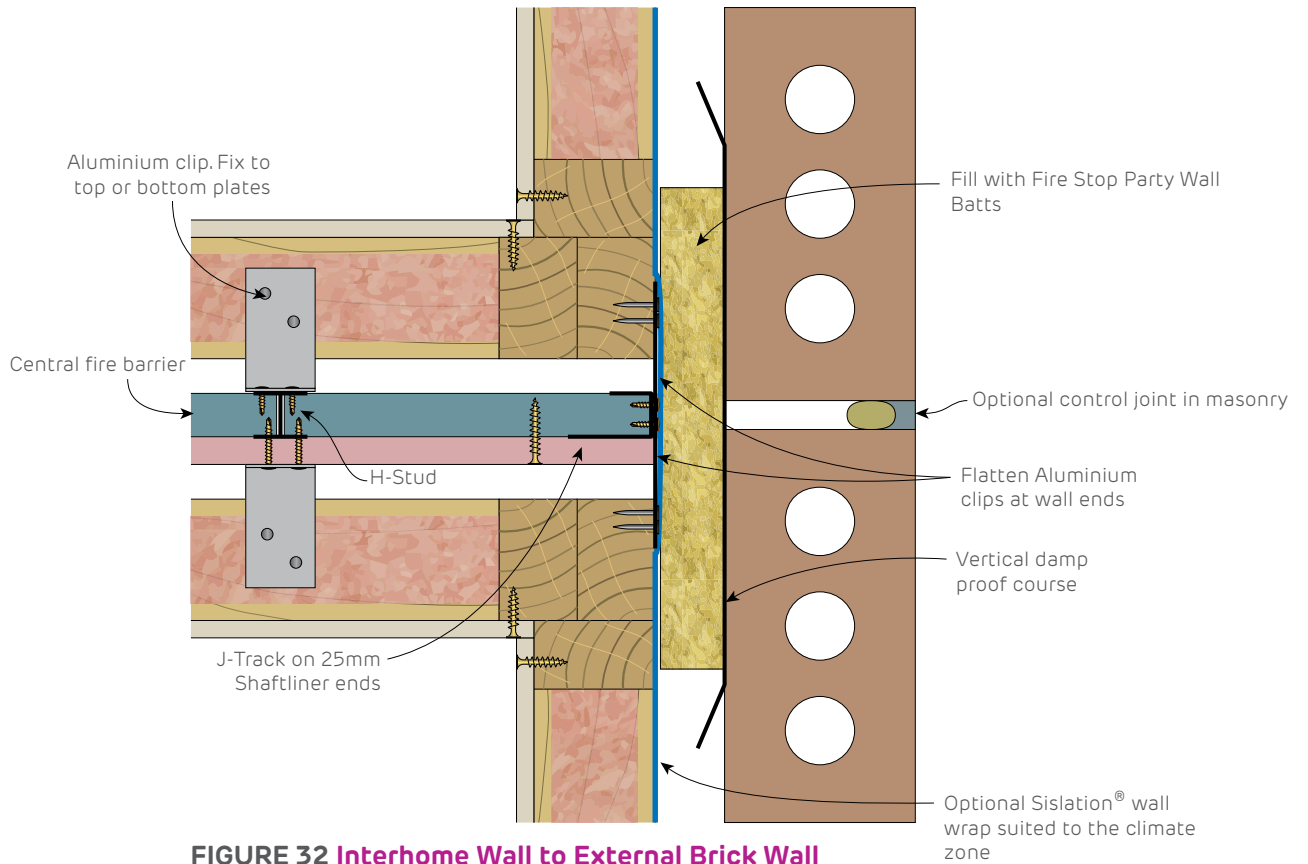 Aluminium clip. Fix to
top or bottom plates
Central fire barrier
H-Stud
J-Track on 25mm
Shaftliner ends
Fill with Fire Stop Party Wall
Batts
Optional control joint in masonry
Flatten Aluminium
clips at wall ends
Vertical damp
proof course
Optional Sislation® wall
wrap suited to the climate
zone
FIGURE 32 Interhome Wall to External Brick Wall